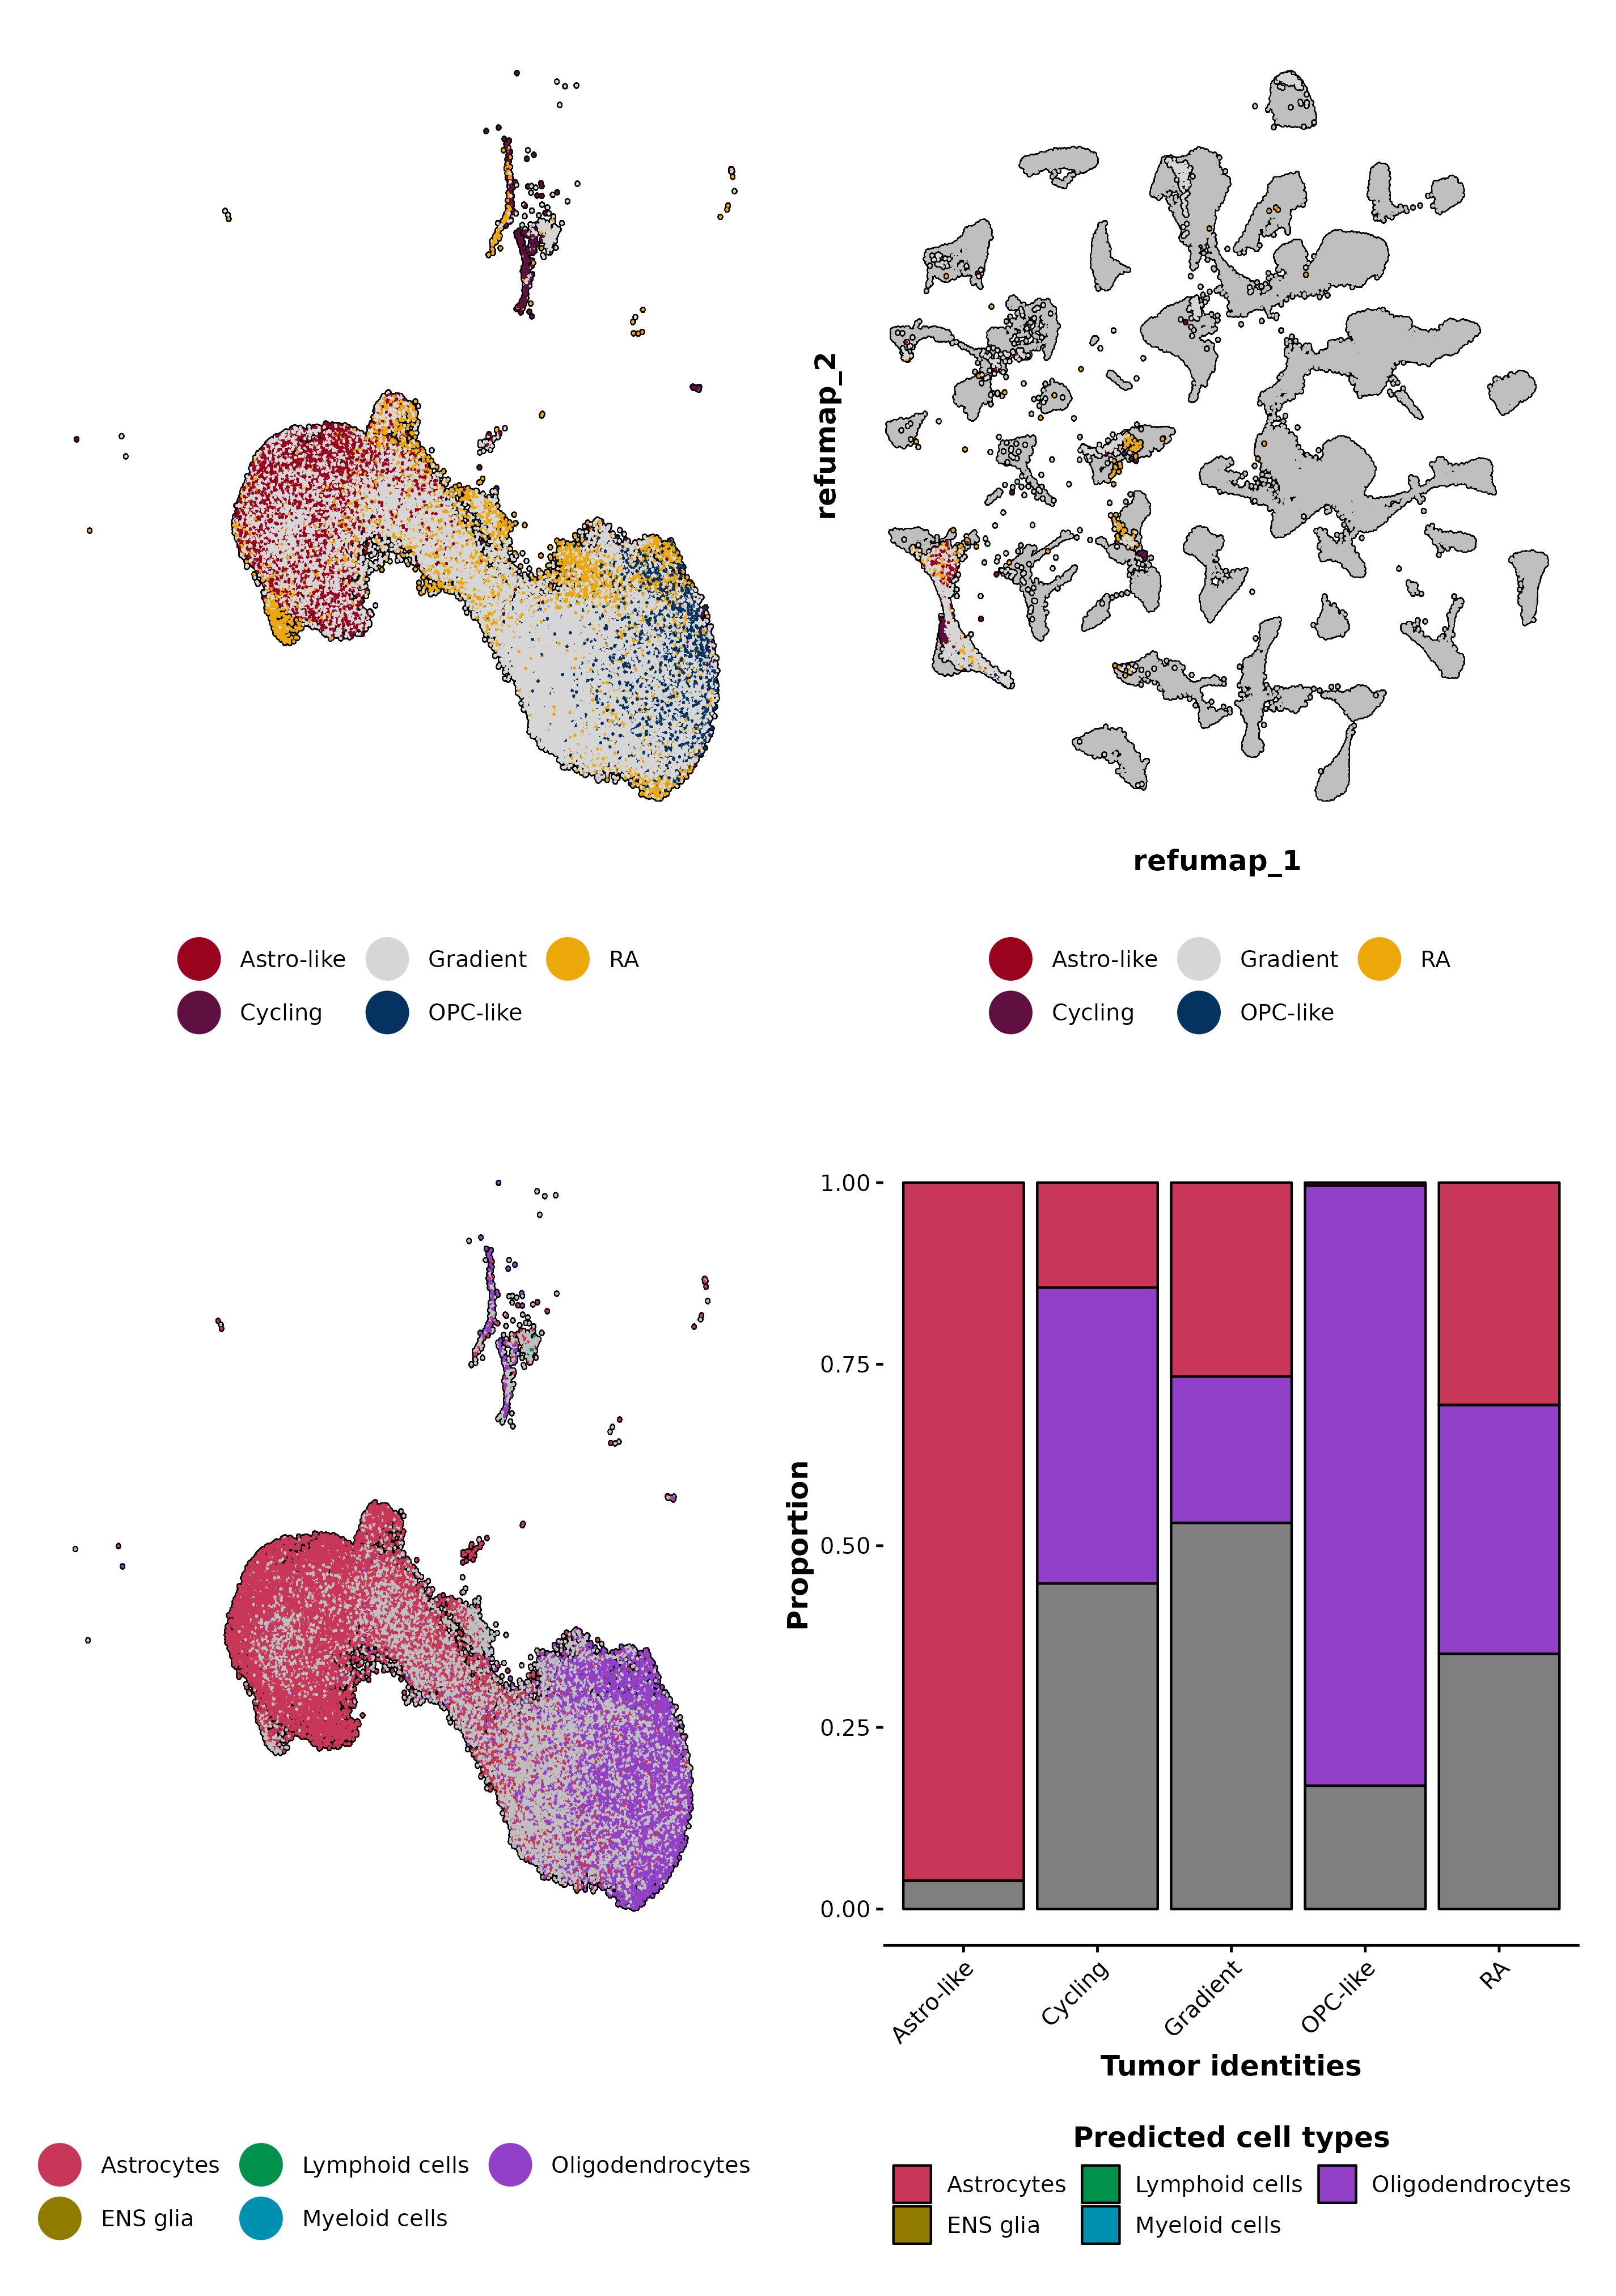 refumap_2
refumap_1
Astro-like
Gradient
RA
Cycling
OPC-like
Astro-like
Gradient
RA
Cycling
OPC-like
Proportion
1.00
0.75
0.50
0.25
0.00
Astro-like
Cycling
Gradient
OPC-like
RA
Tumor identities
Astrocytes
Lymphoid cells
Oligodendrocytes
ENS glia
Myeloid cells
Predicted cell types
Astrocytes
Lymphoid cells
Oligodendrocytes
ENS glia
Myeloid cells